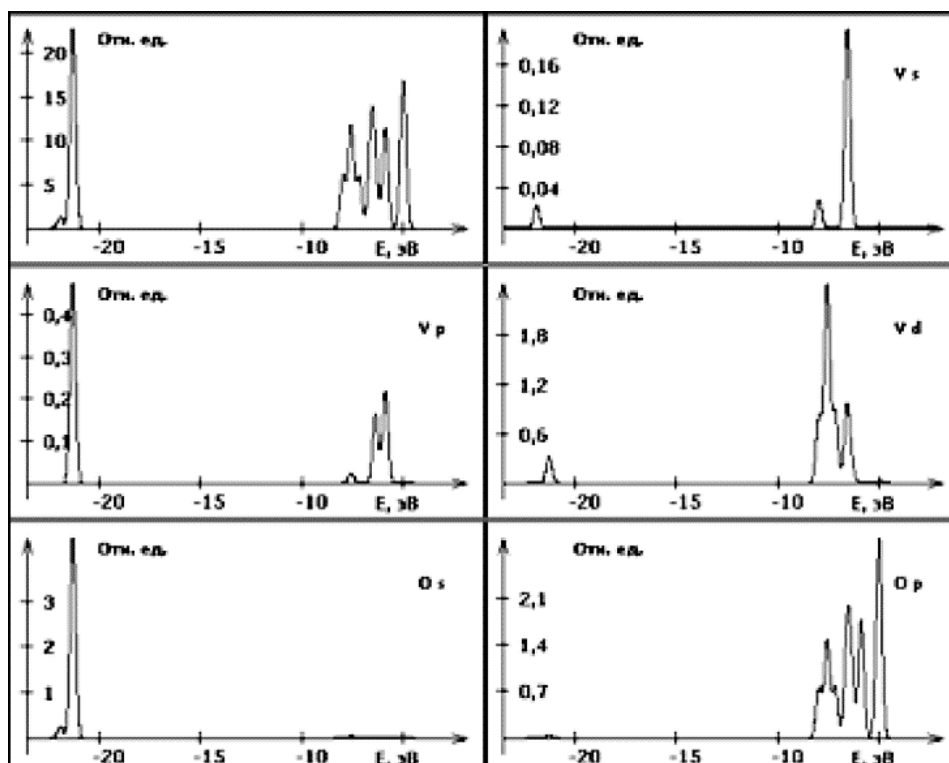 Отн. ед.
20
15
10
5
-20 -15 -10 E, эВ
Отн. ед.
V s
0,16
0,12
0,08
0,04
-20 -15 -10 E, эВ
Отн. ед.
V p
0,4
0,3
0,2
0,1
-20 -15 -10 E, эВ
Отн. ед.
V d
1,8
1,2
0,6
-20 -15 -10 E, эВ
Отн. ед.
O s
3
2
1
-20 -15 -10 E, эВ
Отн. ед.
O p
2,1
1,4
0,7
-20 -15 -10 E, эВ